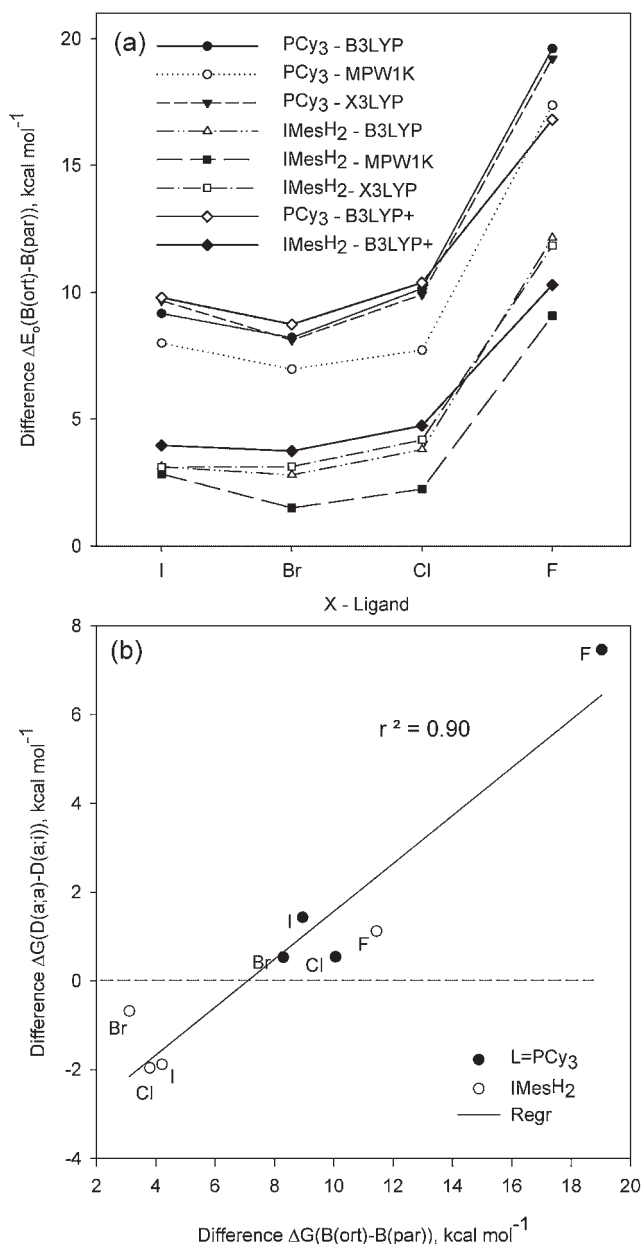 (a)
PCy₃ - B3LYP
PCy₃ - MPW1K
PCy₃ - X3LYP
IMesH₂ - B3LYP
IMesH₂ - MPW1K
IMesH₂- X3LYP
PCy₃ - B3LYP+
IMesH₂ - B3LYP+
Difference ΔEₒ(B(ort)-B(par)), kcal mol⁻¹
20
15
10
5
0
I Br Cl F
X - Ligand
(b)
Difference ΔG(D(a;a)-D(a;i)), kcal mol⁻¹
8
6
4
2
0
-2
-4
F
r ² = 0.90
I
F
Br Cl
Br
Cl I
L=PCy₃
IMesH₂
Regr
2 4 6 8 10 12 14 16 18 20
Difference ΔG(B(ort)-B(par)), kcal mol⁻¹